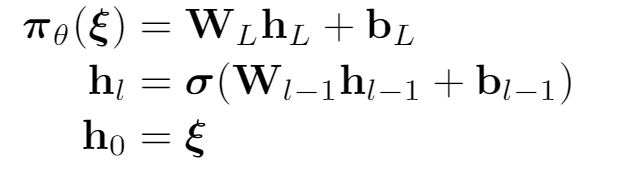 𝝅_θ(𝝃) = 𝐖_L 𝐡_L + 𝐛_L
𝐡_l = 𝝈(𝐖_{l−1} 𝐡_{l−1} + 𝐛_{l−1})
𝐡_0 = 𝝃